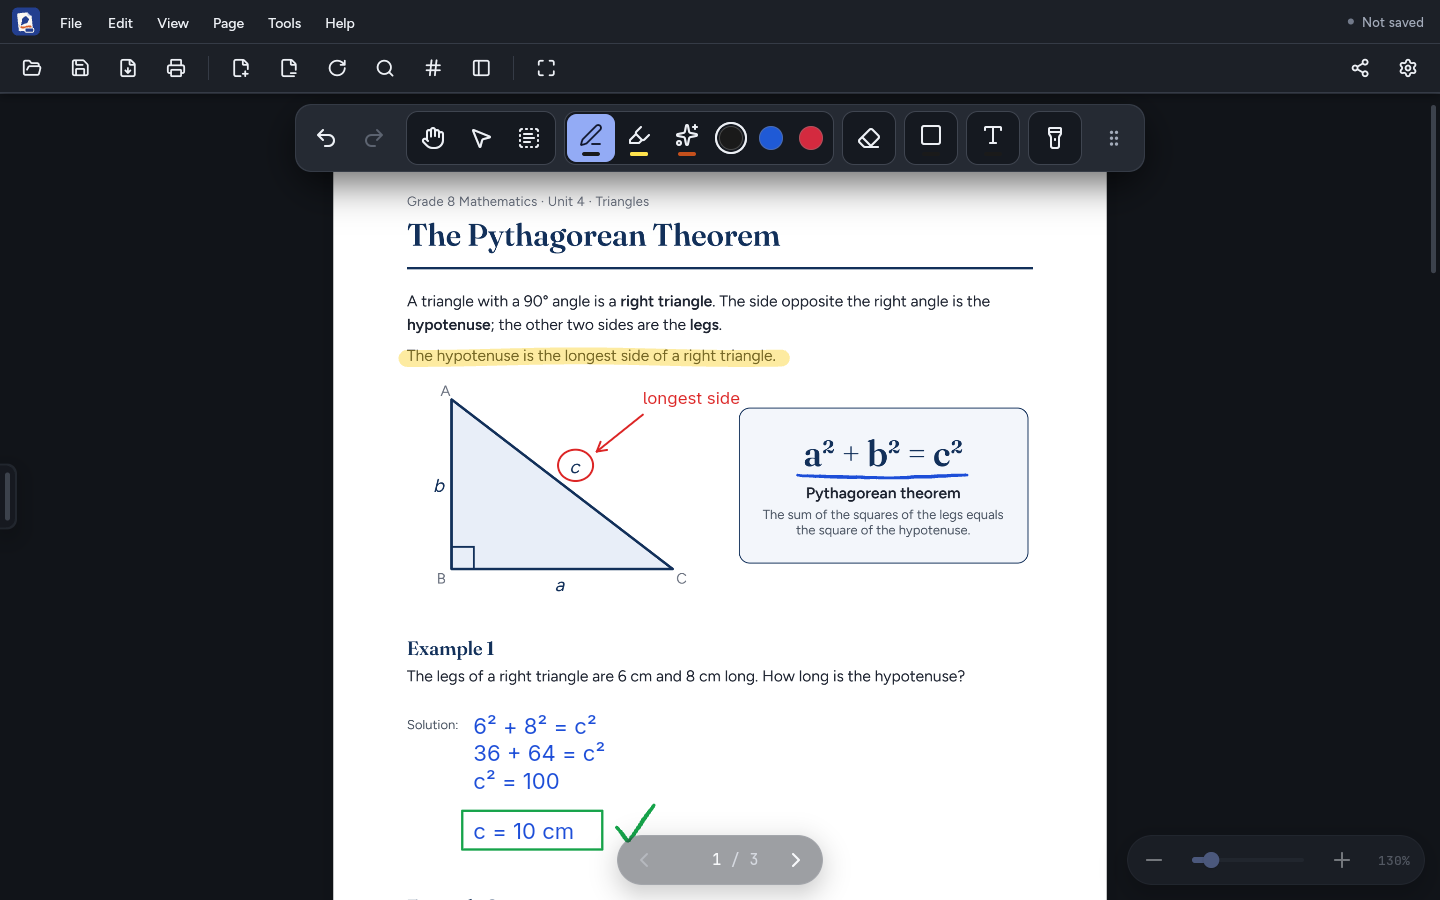 File Edit View Page Tools Help
Not saved
Grade 8 Mathematics · Unit 4 · Triangles
The Pythagorean Theorem
A triangle with a 90° angle is a right triangle. The side opposite the right angle is the
hypotenuse; the other two sides are the legs.
The hypotenuse is the longest side of a right triangle.
A
longest side
c
b
B
a
C
a² + b² = c²
Pythagorean theorem
The sum of the squares of the legs equals
the square of the hypotenuse.
Example 1
The legs of a right triangle are 6 cm and 8 cm long. How long is the hypotenuse?
Solution: 6² + 8² = c²
36 + 64 = c²
c² = 100
c = 10 cm
1 / 3
130%